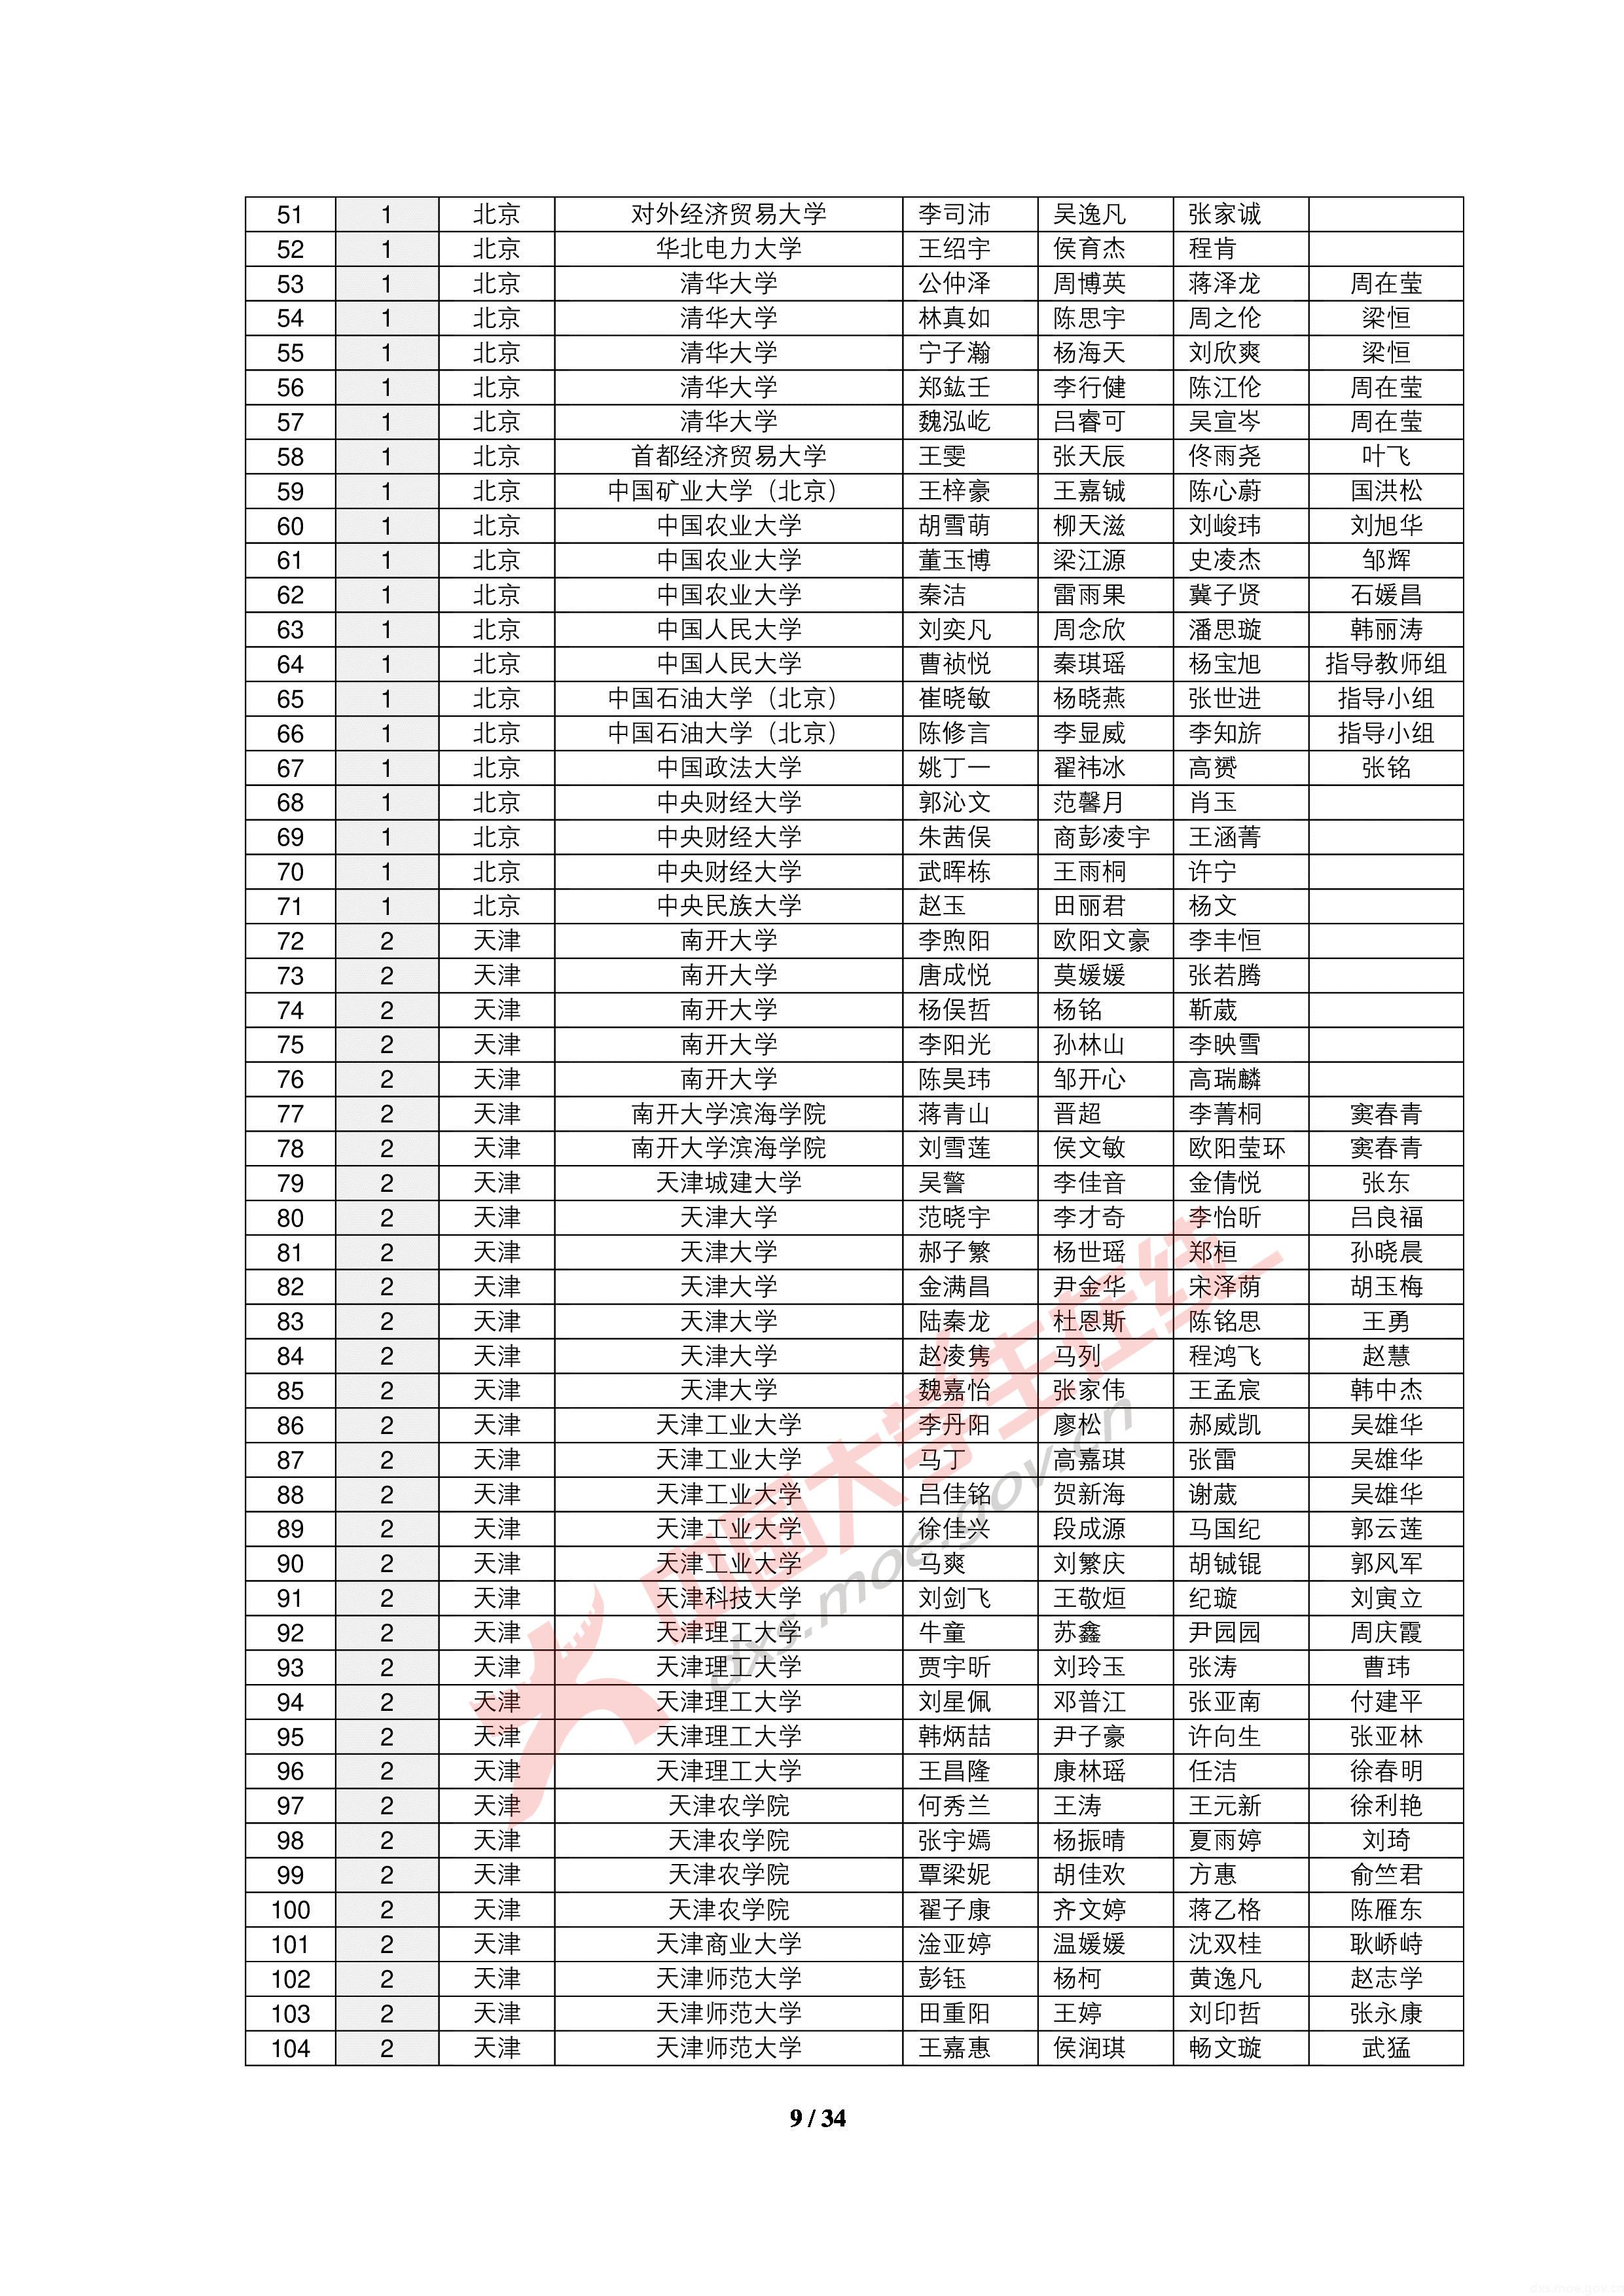 51 1 北京 对外经济贸易大学 李司沛 吴逸凡 张家诚
52 1 北京 华北电力大学 王绍宇 侯育杰 程肯
53 1 北京 清华大学 公仲泽 周博英 蒋泽龙 周在莹
54 1 北京 清华大学 林真如 陈思宇 周之伦 梁恒
55 1 北京 清华大学 宁子瀚 杨海天 刘欣爽 梁恒
56 1 北京 清华大学 郑鈜壬 李行健 陈江伦 周在莹
57 1 北京 清华大学 魏泓屹 吕睿可 吴宣岑 周在莹
58 1 北京 首都经济贸易大学 王雯 张天辰 佟雨尧 叶飞
59 1 北京 中国矿业大学（北京） 王梓豪 王嘉铖 陈心蔚 国洪松
60 1 北京 中国农业大学 胡雪萌 柳天滋 刘峻玮 刘旭华
61 1 北京 中国农业大学 董玉博 梁江源 史凌杰 邹辉
62 1 北京 中国农业大学 秦洁 雷雨果 冀子贤 石媛昌
63 1 北京 中国人民大学 刘奕凡 周念欣 潘思璇 韩丽涛
64 1 北京 中国人民大学 曹祯悦 秦琪瑶 杨宝旭 指导教师组
65 1 北京 中国石油大学（北京） 崔晓敏 杨晓燕 张世进 指导小组
66 1 北京 中国石油大学（北京） 陈修言 李显威 李知旂 指导小组
67 1 北京 中国政法大学 姚丁一 翟祎冰 高赟 张铭
68 1 北京 中央财经大学 郭沁文 范馨月 肖玉
69 1 北京 中央财经大学 朱茜俣 商彭凌宇 王涵菁
70 1 北京 中央财经大学 武晖栋 王雨桐 许宁
71 1 北京 中央民族大学 赵玉 田丽君 杨文
72 2 天津 南开大学 李煦阳 欧阳文豪 李丰恒
73 2 天津 南开大学 唐成悦 莫媛媛 张若腾
74 2 天津 南开大学 杨俣哲 杨铭 靳葳
75 2 天津 南开大学 李阳光 孙林山 李映雪
76 2 天津 南开大学 陈昊玮 邹开心 高瑞麟
77 2 天津 南开大学滨海学院 蒋青山 晋超 李菁桐 窦春青
78 2 天津 南开大学滨海学院 刘雪莲 侯文敏 欧阳莹环 窦春青
79 2 天津 天津城建大学 吴警 李佳音 金倩悦 张东
80 2 天津 天津大学 范晓宇 李才奇 李怡昕 吕良福
81 2 天津 天津大学 郝子繁 杨世瑶 郑桓 孙晓晨
82 2 天津 天津大学 金满昌 尹金华 宋泽荫 胡玉梅
83 2 天津 天津大学 陆秦龙 杜恩斯 陈铭思 王勇
84 2 天津 天津大学 赵凌隽 马列 程鸿飞 赵慧
85 2 天津 天津大学 魏嘉怡 张家伟 王孟宸 韩中杰
86 2 天津 天津工业大学 李丹阳 廖松 郝威凯 吴雄华
87 2 天津 天津工业大学 马丁 高嘉琪 张雷 吴雄华
88 2 天津 天津工业大学 吕佳铭 贺新海 谢葳 吴雄华
89 2 天津 天津工业大学 徐佳兴 段成源 马国纪 郭云莲
90 2 天津 天津工业大学 马爽 刘繁庆 胡铖锟 郭风军
91 2 天津 天津科技大学 刘剑飞 王敬烜 纪璇 刘寅立
92 2 天津 天津理工大学 牛童 苏鑫 尹园园 周庆霞
93 2 天津 天津理工大学 贾宇昕 刘玲玉 张涛 曹玮
94 2 天津 天津理工大学 刘星佩 邓普江 张亚南 付建平
95 2 天津 天津理工大学 韩炳喆 尹子豪 许向生 张亚林
96 2 天津 天津理工大学 王昌隆 康林瑶 任洁 徐春明
97 2 天津 天津农学院 何秀兰 王涛 王元新 徐利艳
98 2 天津 天津农学院 张宇嫣 杨振晴 夏雨婷 刘琦
99 2 天津 天津农学院 覃梁妮 胡佳欢 方惠 俞竺君
100 2 天津 天津农学院 翟子康 齐文婷 蒋乙格 陈雁东
101 2 天津 天津商业大学 淦亚婷 温媛媛 沈双桂 耿峤峙
102 2 天津 天津师范大学 彭钰 杨柯 黄逸凡 赵志学
103 2 天津 天津师范大学 田重阳 王婷 刘印哲 张永康
104 2 天津 天津师范大学 王嘉惠 侯润琪 畅文璇 武猛
中国大学生在线
dxs.moe.gov.cn
9 / 34
dxs.moe.gov.cn